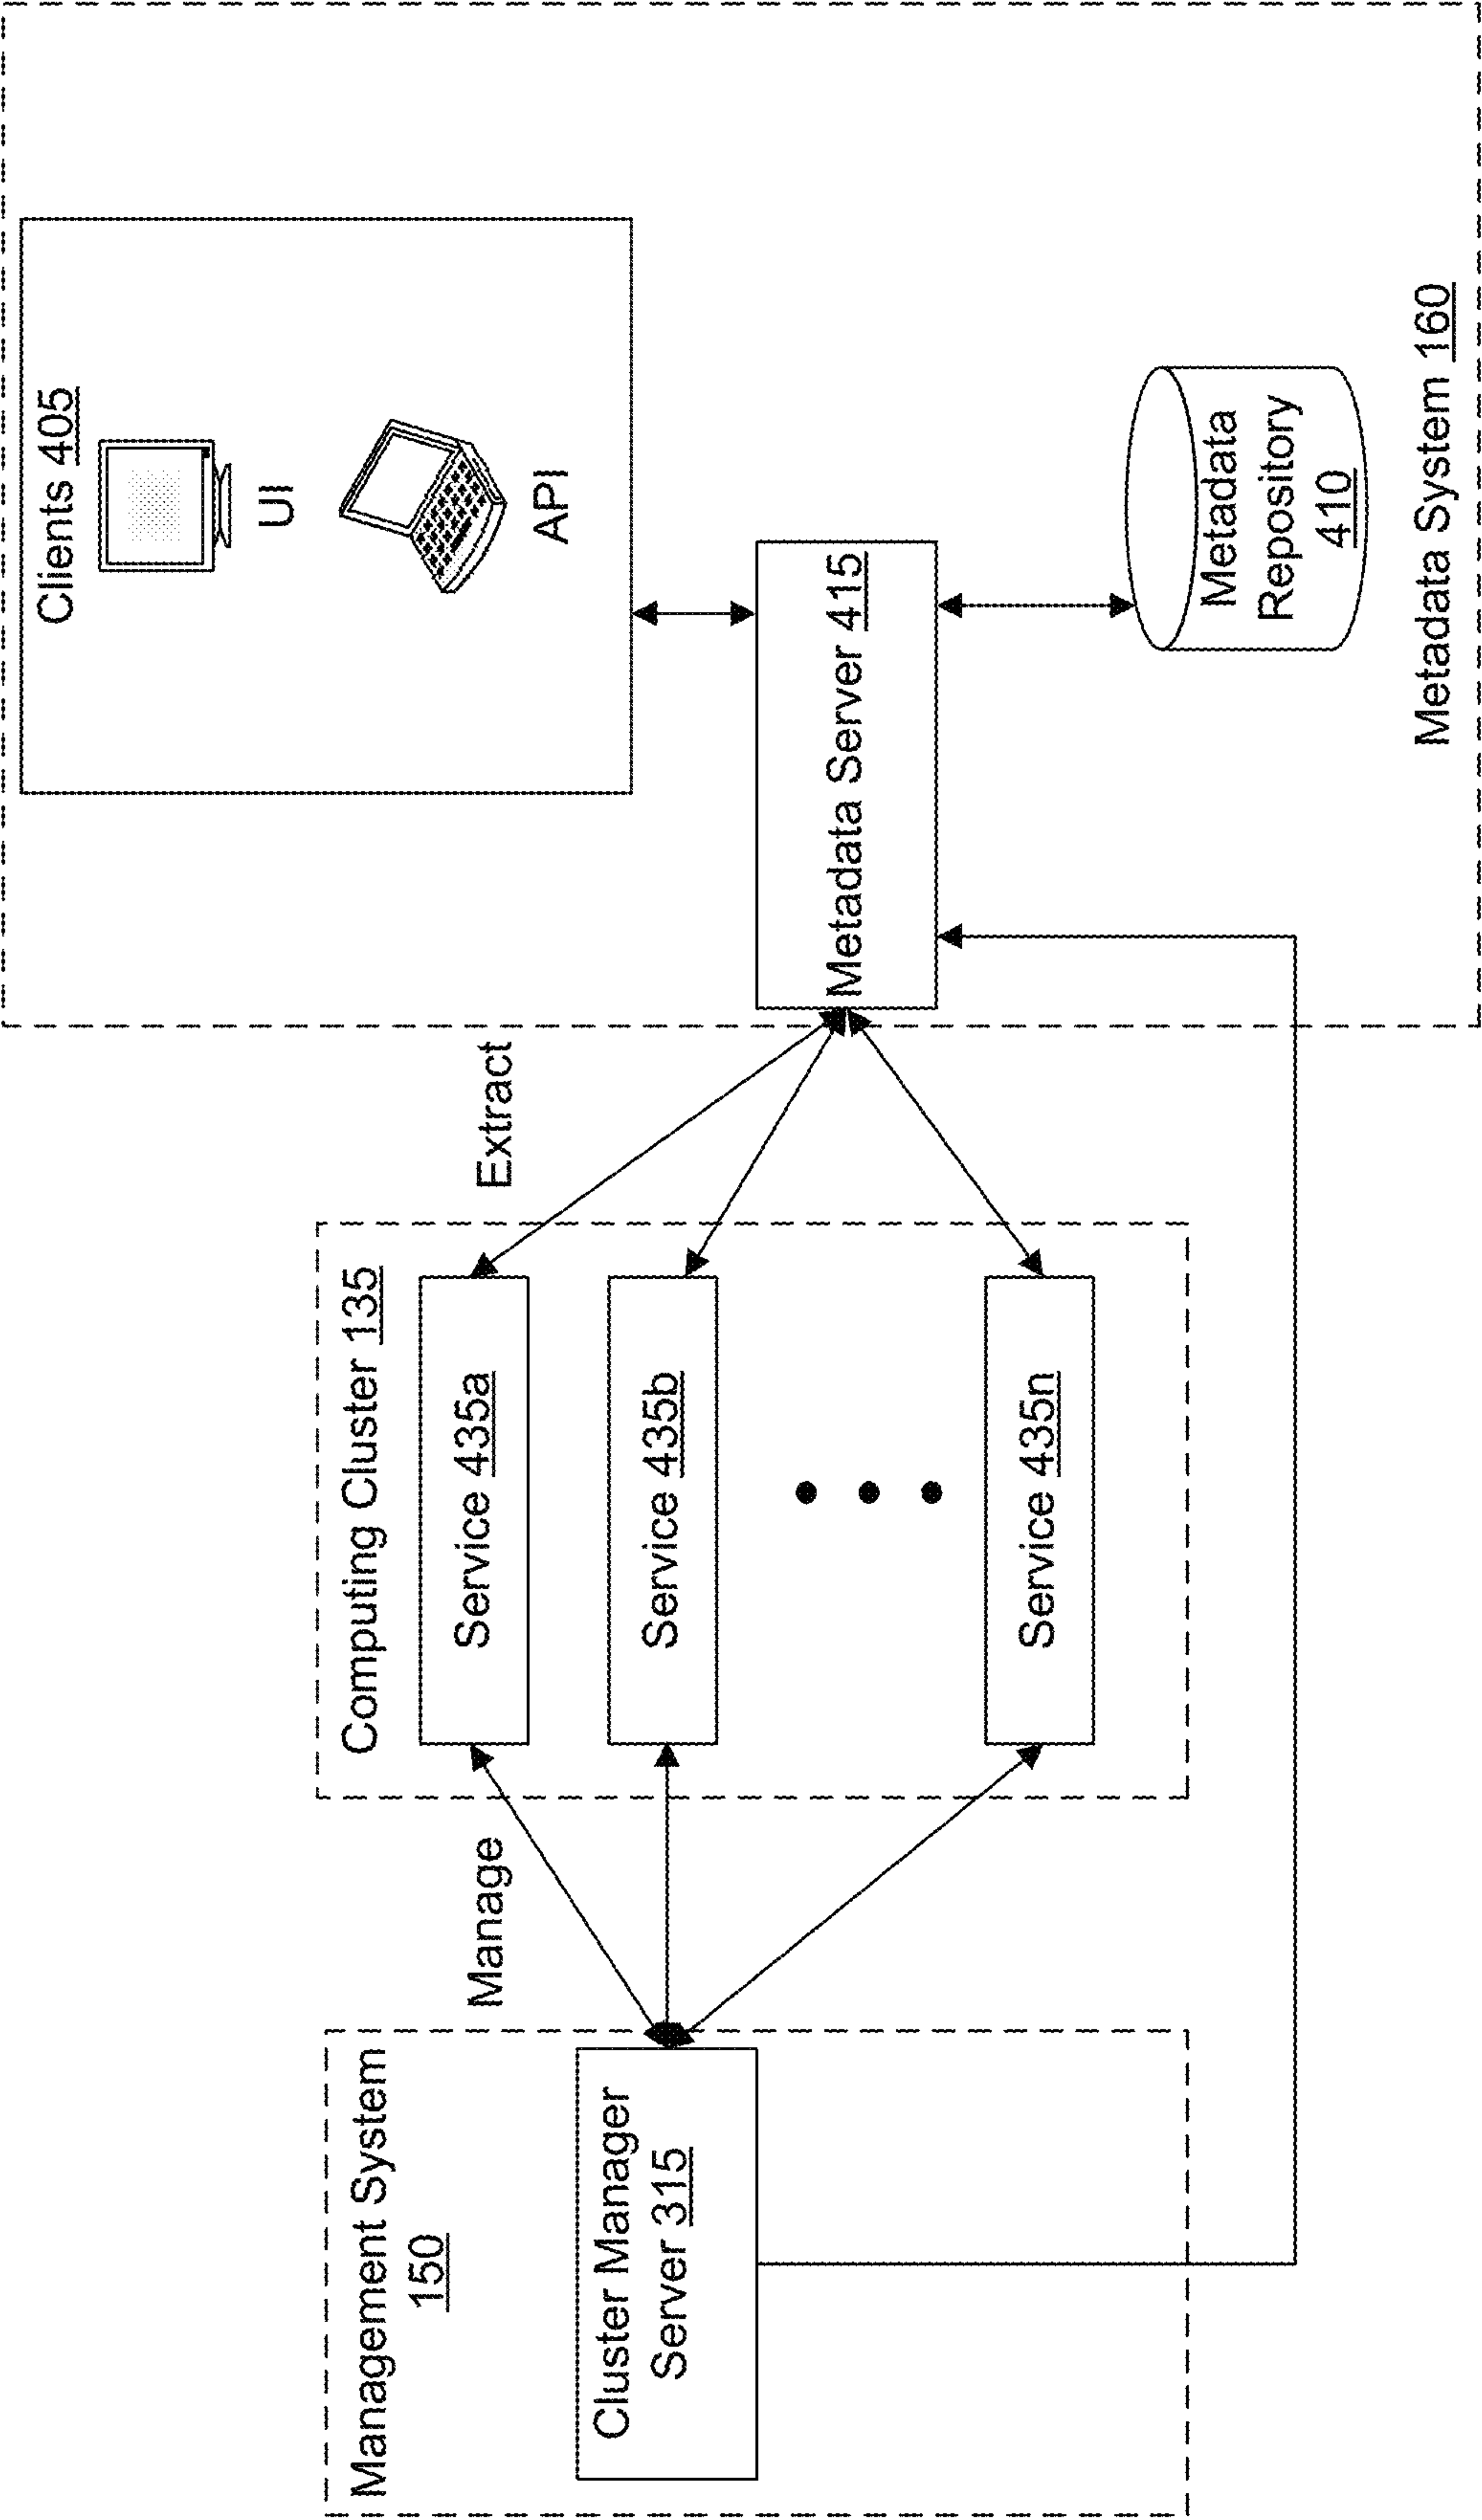 Management System
150
Cluster Manager
Server 315
Manage
Computing Cluster 135
Service 435a
Service 435b
Service 435n
Extract
Clients 405
UI
API
Metadata Server 415
Metadata
Repository
410
Metadata System 160